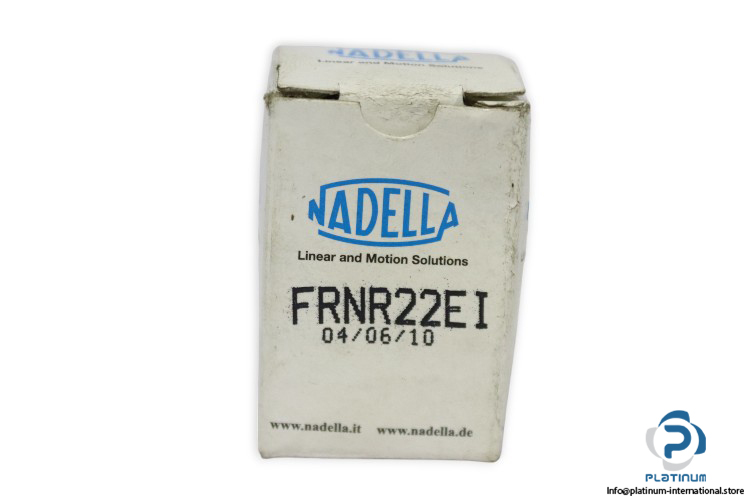 NADELLA
Linear and Motion Solutions
NADELLA
Linear and Motion Solutions
FRNR22EI
04/06/10
www.nadella.it www.nadella.de
PLATINUM
Info@platinum-international.store